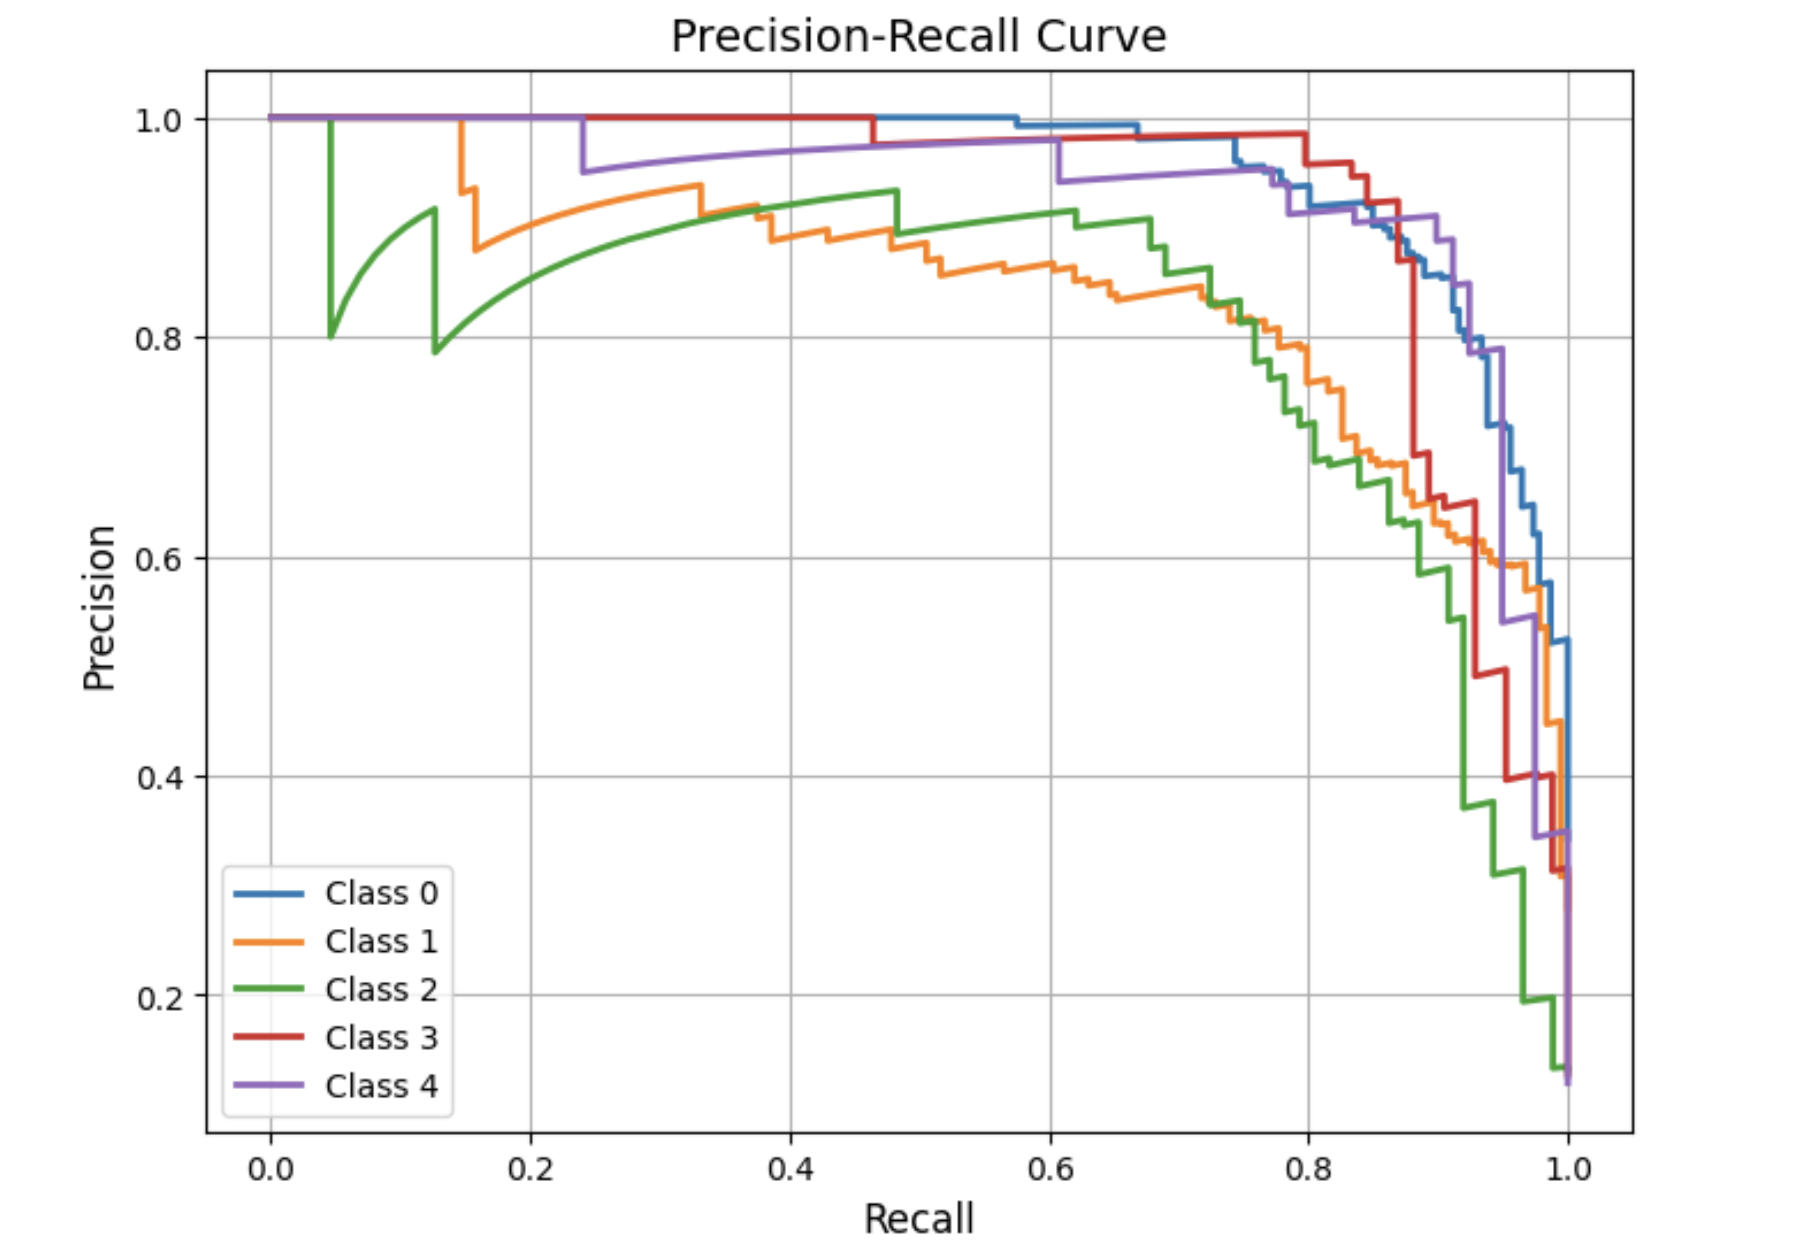 Precision-Recall Curve
1.0
0.8
0.6
0.4
0.2
Precision
Class 0
Class 1
Class 2
Class 3
Class 4
0.0 0.2 0.4 0.6 0.8 1.0
Recall